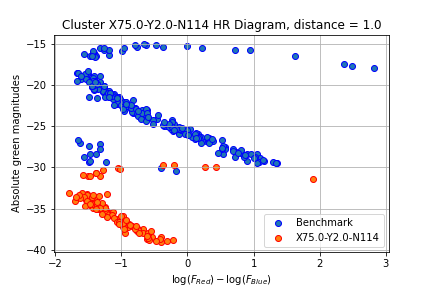 Cluster X75.0-Y2.0-N114 HR Diagram, distance = 1.0
Absolute green magnitudes
−15
−20
−25
−30
−35
−40
Benchmark
X75.0-Y2.0-N114
−2
−1
0
1
2
3
log(F_Red) − log(F_Blue)